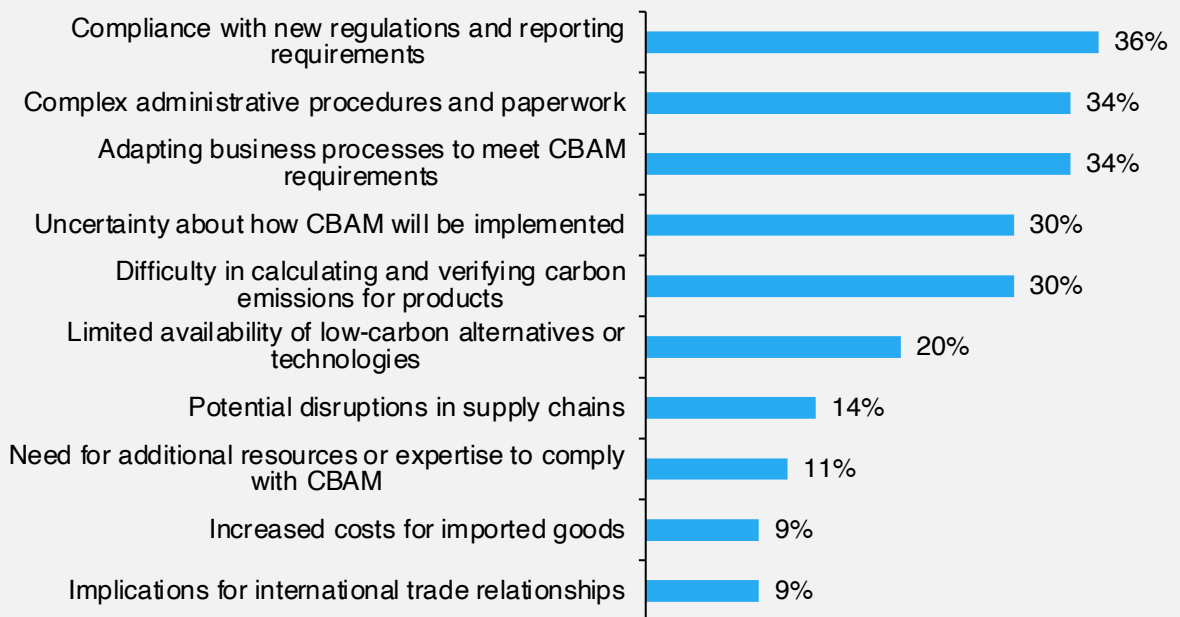 Compliance with new regulations and reporting
requirements
36%
Complex administrative procedures and paperwork
34%
Adapting business processes to meet CBAM
requirements
34%
Uncertainty about how CBAM will be implemented
30%
Difficulty in calculating and verifying carbon
emissions for products
30%
Limited availability of low-carbon alternatives or
technologies
20%
Potential disruptions in supply chains
14%
Need for additional resources or expertise to comply
with CBAM
11%
Increased costs for imported goods
9%
Implications for international trade relationships
9%